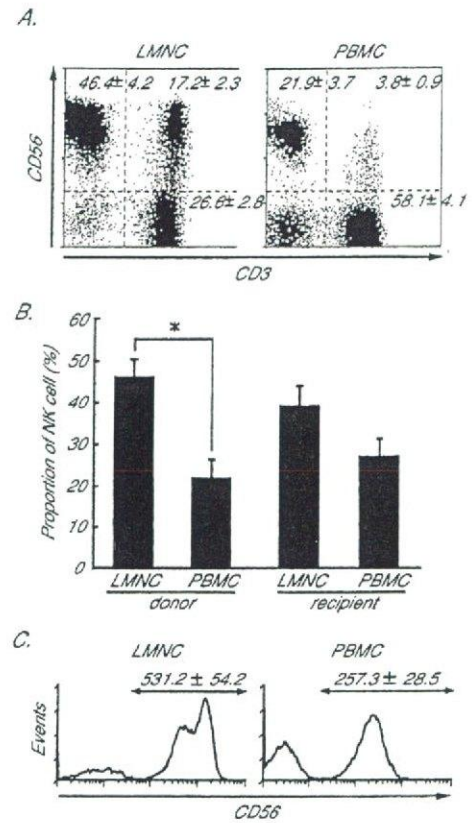 A.
LMNC PBMC
46.4± 4.2 17.2± 2.3 21.9± 3.7 3.8± 0.9
CD56
26.6± 2.8 58.1± 4.1
CD3
B.
60
50
40
30
20
10
0
Proportion of NK cell (%)
*
LMNC PBMC LMNC PBMC
donor recipient
C.
LMNC PBMC
531.2 ± 54.2 257.3 ± 28.5
Events
CD56